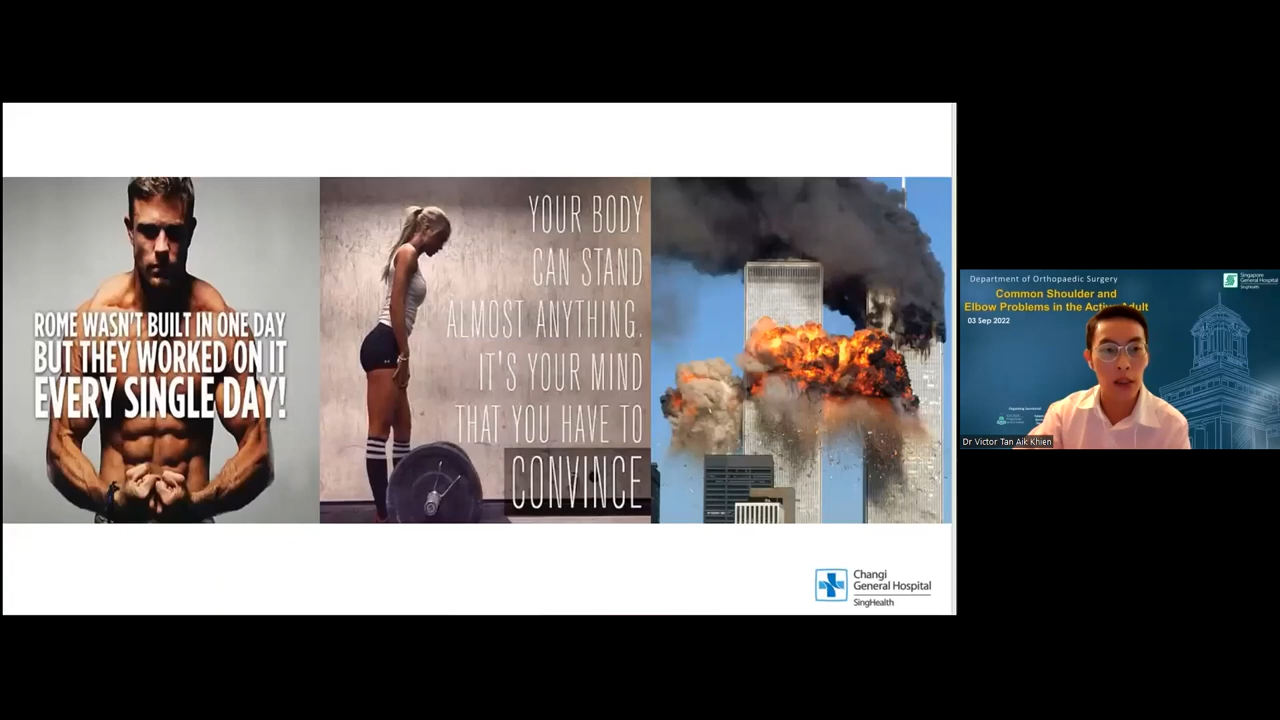 ROME WASN'T BUILT IN ONE DAY
BUT THEY WORKED ON IT
EVERY SINGLE DAY!
YOUR BODY
CAN STAND
ALMOST ANYTHING.
IT'S YOUR MIND
THAT YOU HAVE TO
CONVINCE
Changi
General Hospital
SingHealth
Department of Orthopaedic Surgery
Singapore
General Hospital
SingHealth
Common Shoulder and
Elbow Problems in the Active Adult
03 Sep 2022
Dr Victor Tan Aik Khien